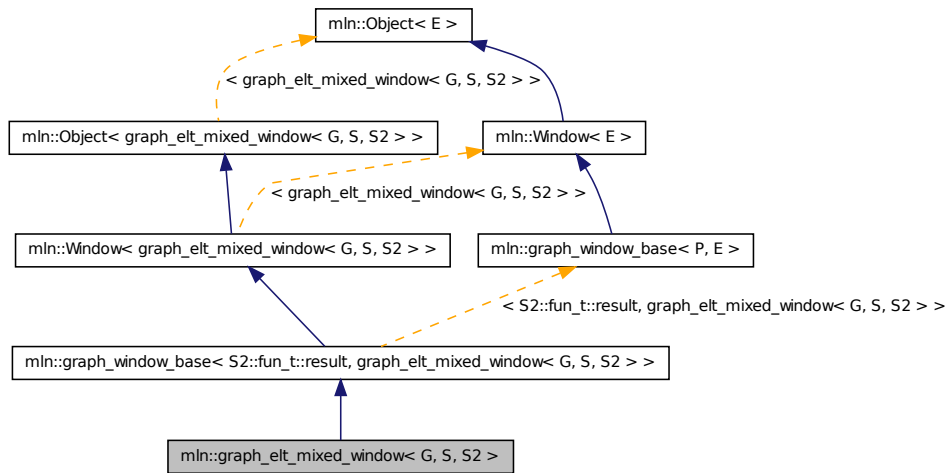 mln::Object< E >
< graph_elt_mixed_window< G, S, S2 > >
mln::Object< graph_elt_mixed_window< G, S, S2 > >
mln::Window< E >
< graph_elt_mixed_window< G, S, S2 > >
mln::Window< graph_elt_mixed_window< G, S, S2 > >
mln::graph_window_base< P, E >
< S2::fun_t::result, graph_elt_mixed_window< G, S, S2 > >
mln::graph_window_base< S2::fun_t::result, graph_elt_mixed_window< G, S, S2 > >
mln::graph_elt_mixed_window< G, S, S2 >